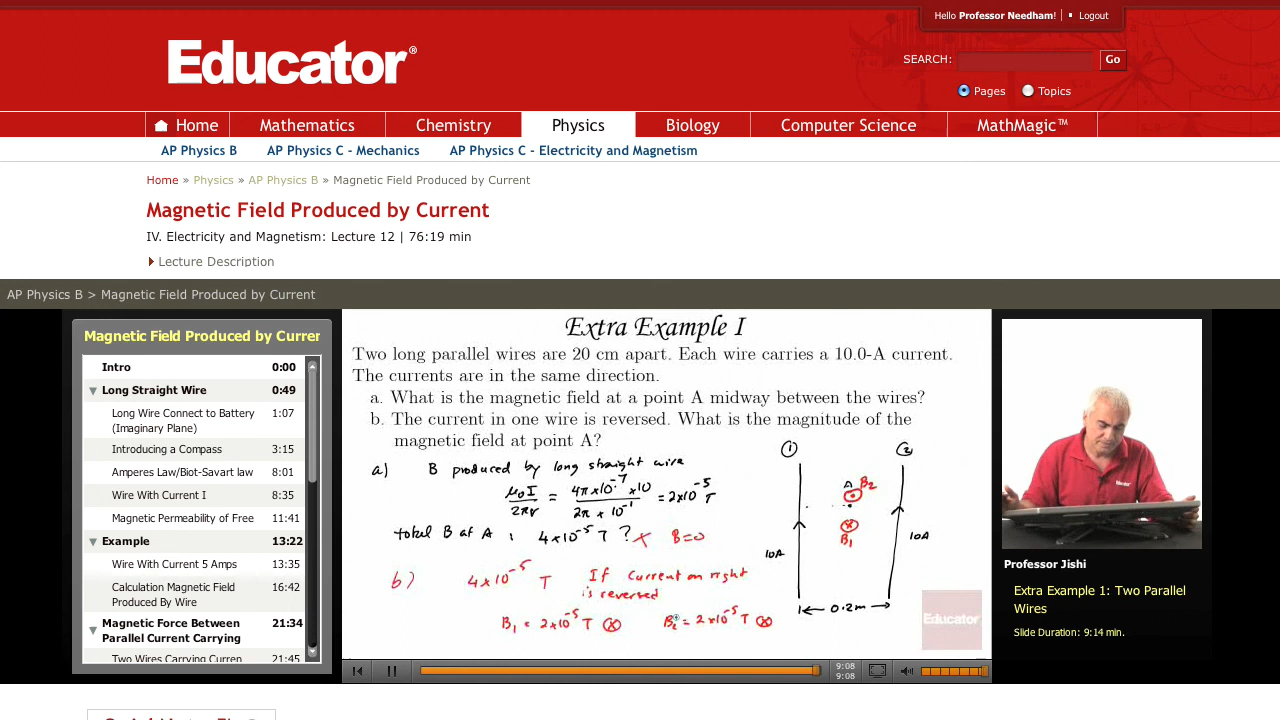 Hello Professor Needham! Logout
Educator®
SEARCH: Go
Pages Topics
Home Mathematics Chemistry Physics Biology Computer Science MathMagic™
AP Physics B AP Physics C - Mechanics AP Physics C - Electricity and Magnetism
Home » Physics » AP Physics B » Magnetic Field Produced by Current
Magnetic Field Produced by Current
IV. Electricity and Magnetism: Lecture 12 | 76:19 min
Lecture Description
AP Physics B > Magnetic Field Produced by Current
Magnetic Field Produced by Curren
Intro 0:00
Long Straight Wire 0:49
Long Wire Connect to Battery 1:07
(Imaginary Plane)
Introducing a Compass 3:15
Amperes Law/Biot-Savart law 8:01
Wire With Current I 8:35
Magnetic Permeability of Free 11:41
Example 13:22
Wire With Current 5 Amps 13:35
Calculation Magnetic Field 16:42
Produced By Wire
Magnetic Force Between 21:34
Parallel Current Carrying
Two Wires Carrying Curren 21:45
Extra Example I
Two long parallel wires are 20 cm apart. Each wire carries a 10.0-A current.
The currents are in the same direction.
a. What is the magnetic field at a point A midway between the wires?
b. The current in one wire is reversed. What is the magnitude of the
magnetic field at point A?
a) B produced by long straight wire
μ₀I/2πr = 4π×10⁻⁷×10/2π×10⁻¹ = 2×10⁻⁵ T
total B at A : 4×10⁻⁵ T ? X B=0
b) 4×10⁻⁵ T If Current on right
is reversed
B₁ = 2×10⁻⁵ T ⊗ B₂ = 2×10⁻⁵ T ⊗
① ②
A B₂
B₁
10A 10A
0.2m
Educator
9:08
9:08
Professor Jishi
Extra Example 1: Two Parallel
Wires
Slide Duration: 9:14 min.